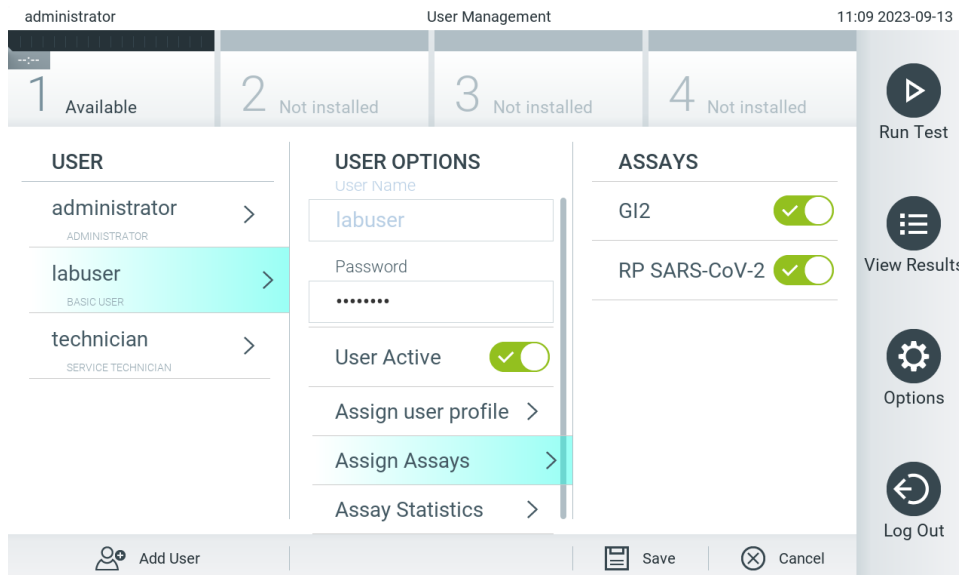 administrator User Management 11:09 2023-09-13
--:--
1 Available 2 Not installed 3 Not installed 4 Not installed
Run Test
View Results
Options
Log Out
USER
administrator
ADMINISTRATOR
labuser
BASIC USER
technician
SERVICE TECHNICIAN
USER OPTIONS
User Name
labuser
Password
••••••••
User Active
Assign user profile
Assign Assays
Assay Statistics
ASSAYS
GI2
RP SARS-CoV-2
Add User Save Cancel